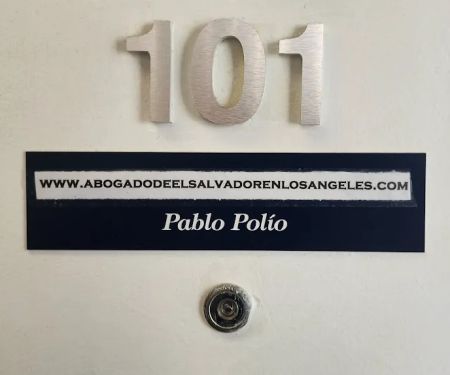 101
WWW.ABOGADODEELSALVADORENLOSANGELES.COM
Pablo Polío